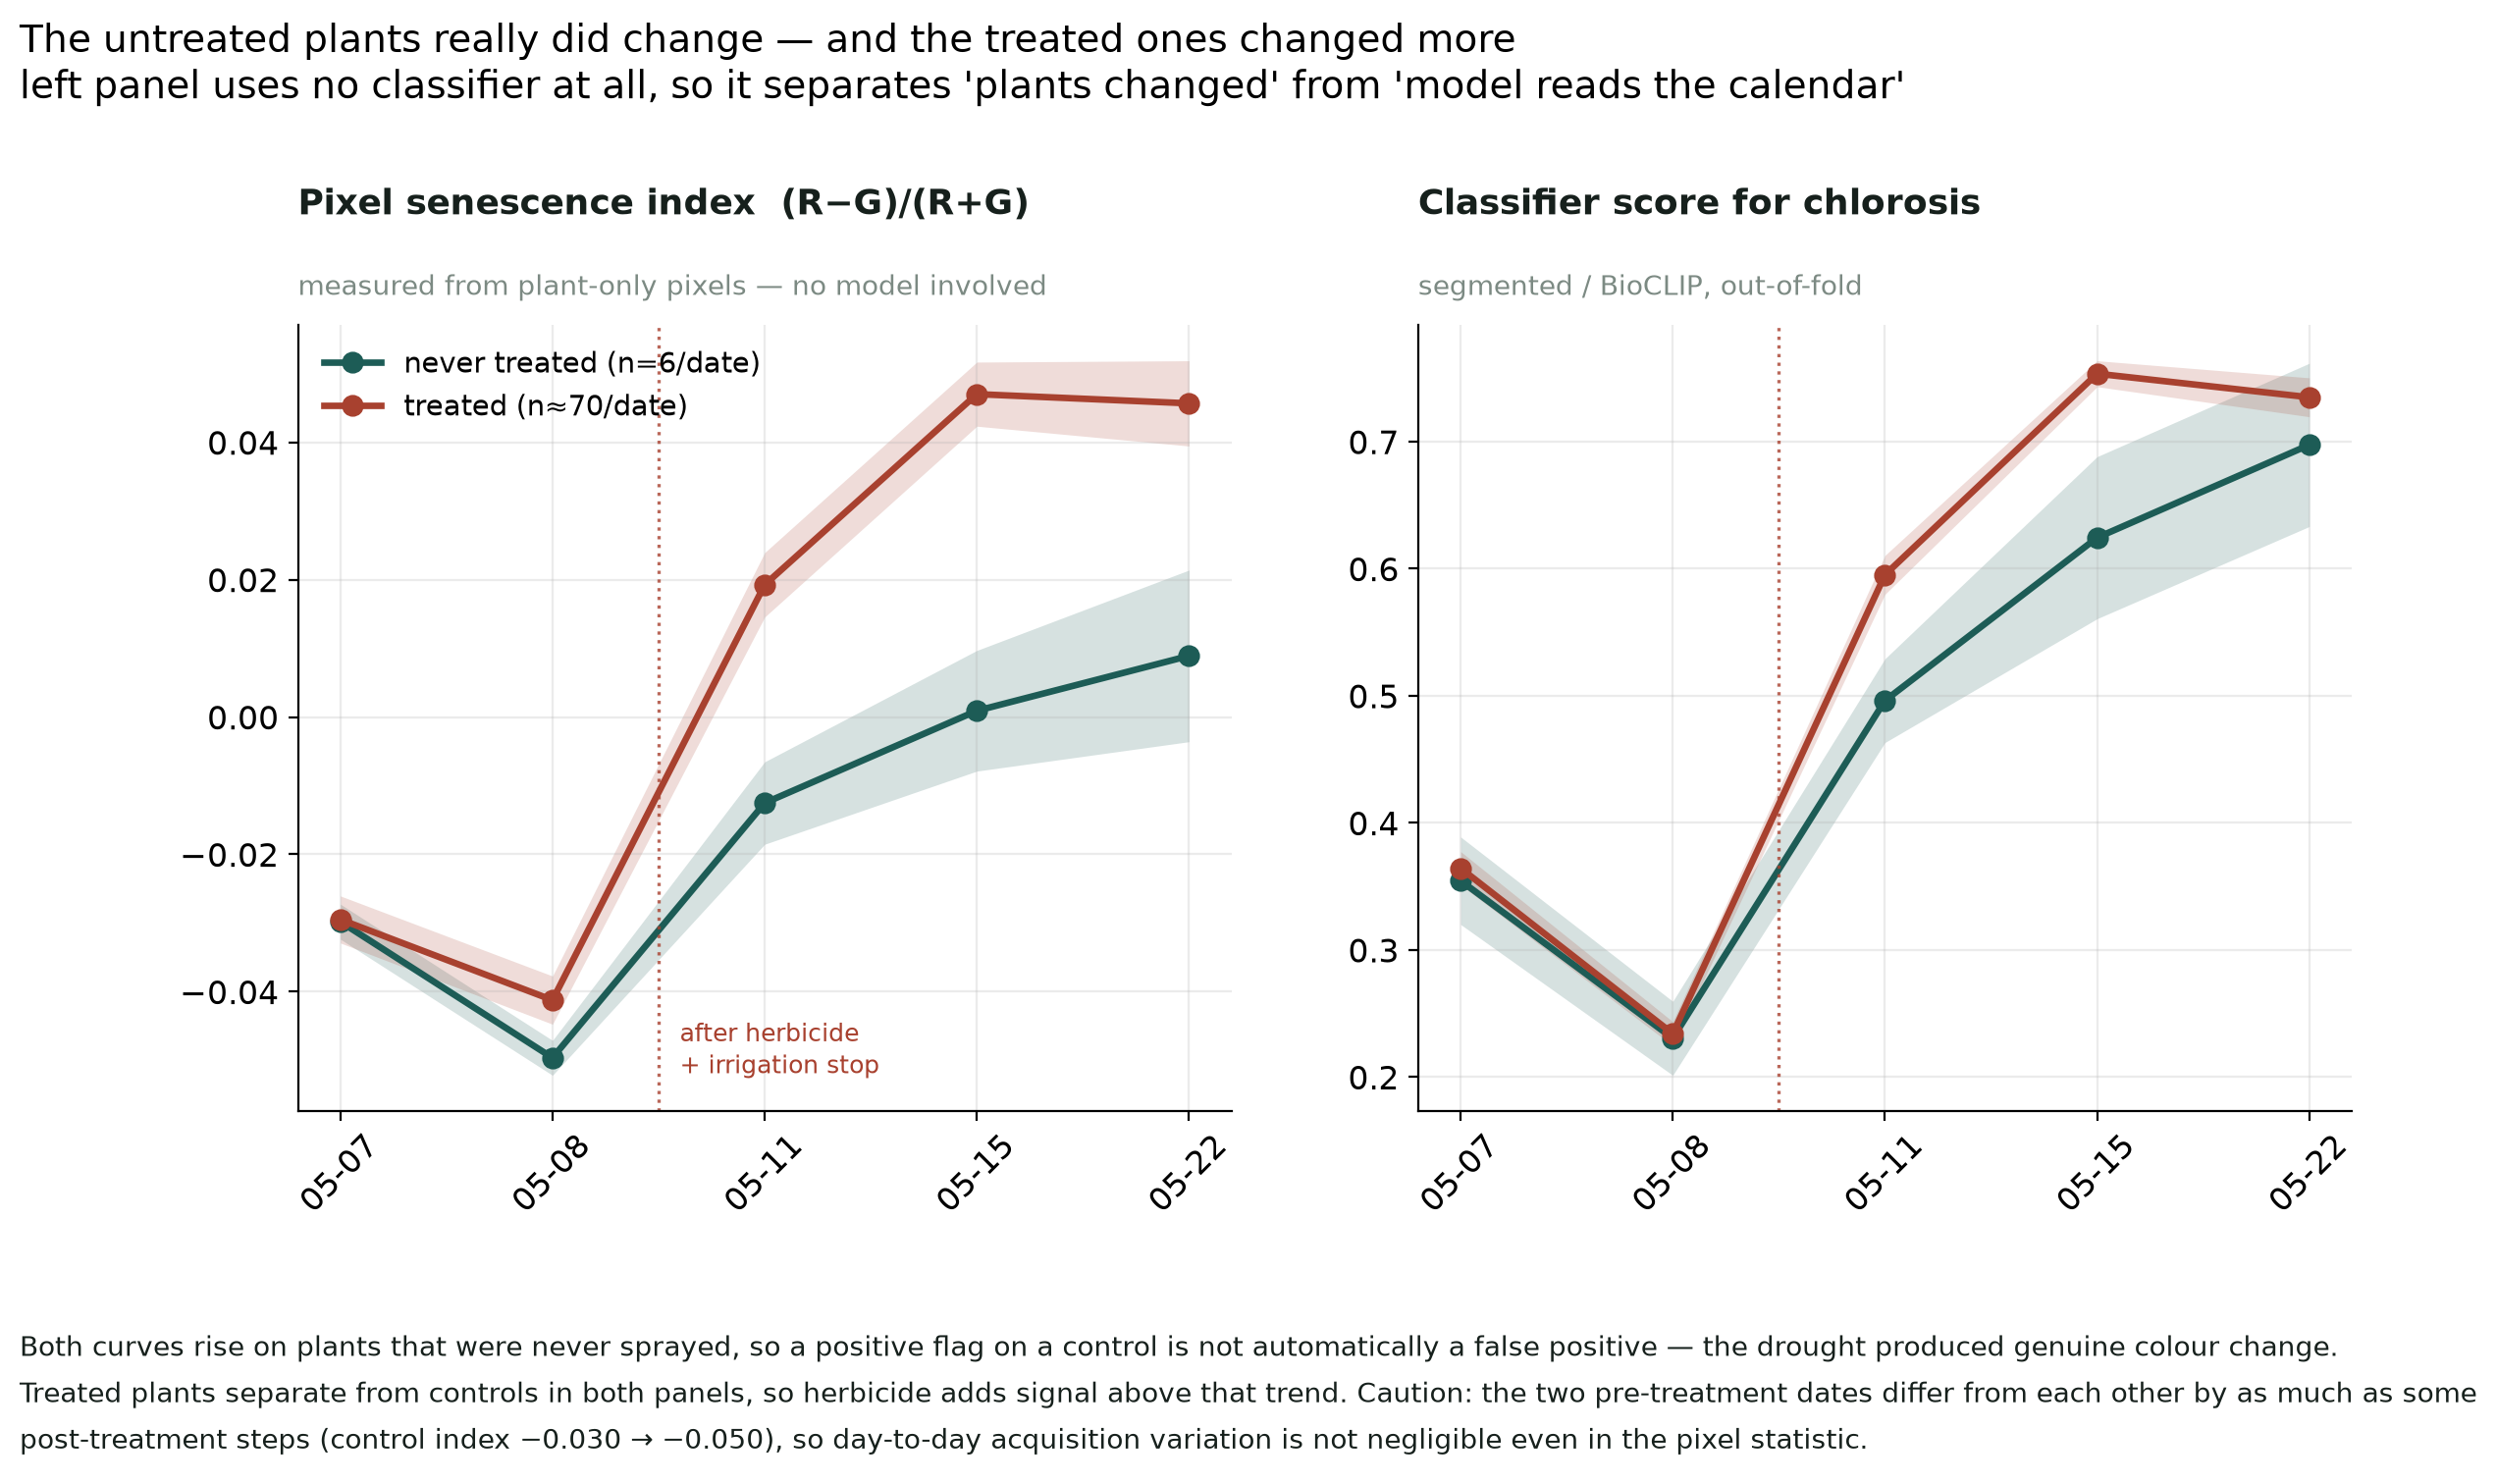 The untreated plants really did change — and the treated ones changed more
left panel uses no classifier at all, so it separates 'plants changed' from 'model reads the calendar'
Pixel senescence index (R−G)/(R+G)
measured from plant-only pixels — no model involved
never treated (n=6/date)
treated (n≈70/date)
0.04
0.02
0.00
−0.02
−0.04
after herbicide
+ irrigation stop
05-07
05-08
05-11
05-15
05-22
Classifier score for chlorosis
segmented / BioCLIP, out-of-fold
0.7
0.6
0.5
0.4
0.3
0.2
05-07
05-08
05-11
05-15
05-22
Both curves rise on plants that were never sprayed, so a positive flag on a control is not automatically a false positive — the drought produced genuine colour change.
Treated plants separate from controls in both panels, so herbicide adds signal above that trend. Caution: the two pre-treatment dates differ from each other by as much as some
post-treatment steps (control index −0.030 → −0.050), so day-to-day acquisition variation is not negligible even in the pixel statistic.